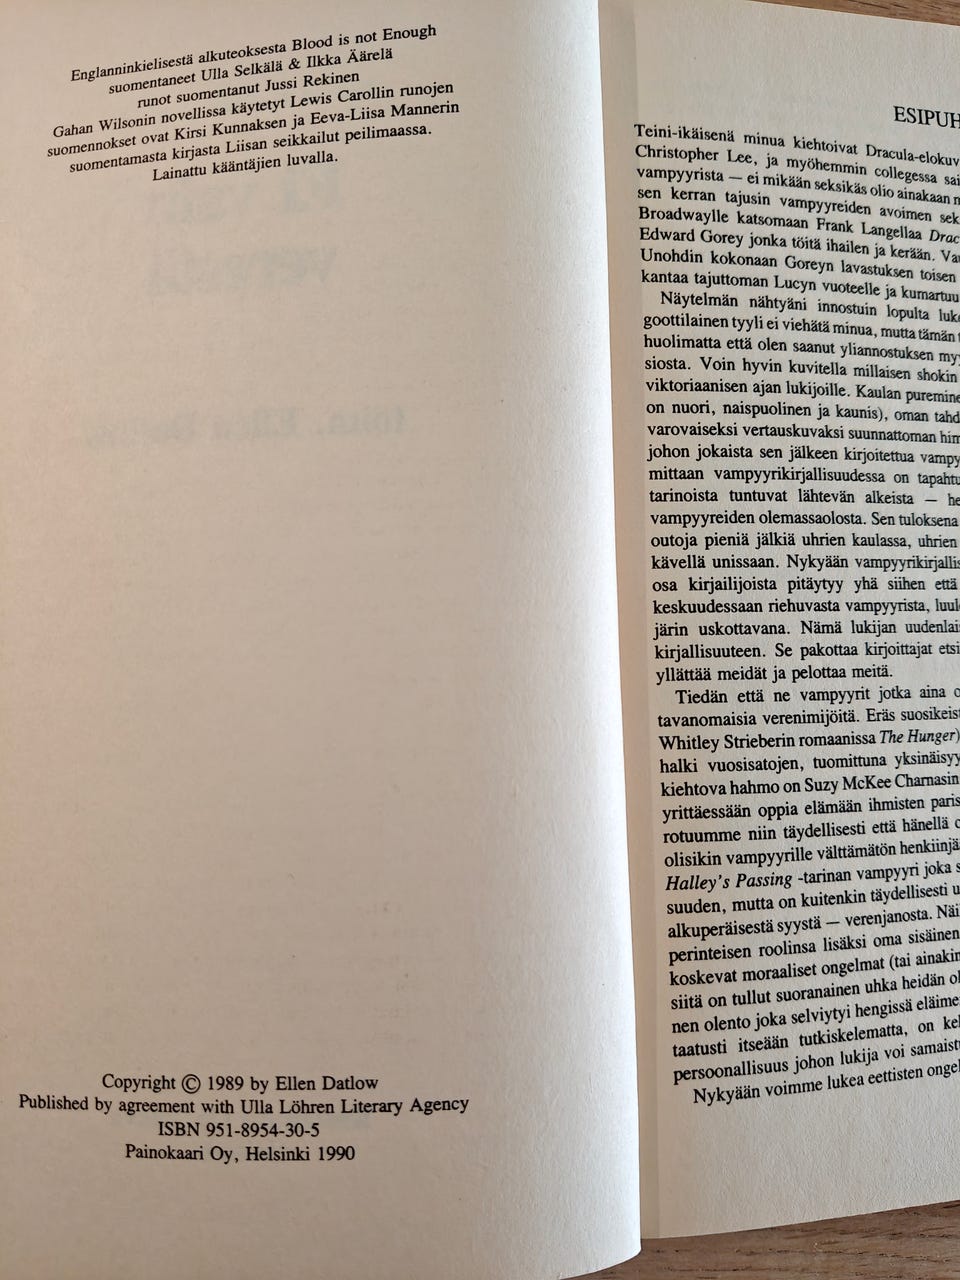 Englanninkielisestä alkuteoksesta Blood is not Enough
suomentaneet Ulla Selkälä & Ilkka Äärelä
runot suomentanut Jussi Rekinen
Gahan Wilsonin novellissa käytetyt Lewis Carollin runojen
suomennokset ovat Kirsi Kunnaksen ja Eeva-Liisa Mannerin
suomentamasta kirjasta Liisan seikkailut peilimaassa.
Lainattu kääntäjien luvalla.
Copyright © 1989 by Ellen Datlow
Published by agreement with Ulla Löhren Literary Agency
ISBN 951-8954-30-5
Painokaari Oy, Helsinki 1990
ESIPUH
Teini-ikäisenä minua kiehtoivat Dracula-elokuv
Christopher Lee, ja myöhemmin collegessa sai
vampyyrista — ei mikään seksikäs olio ainakaan
sen kerran tajusin vampyyreiden avoimen sek
Broadwaylle katsomaan Frank Langellaa Drac
Edward Gorey jonka töitä ihailen ja kerään. Va
Unohdin kokonaan Goreyn lavastuksen toisen
kantaa tajuttoman Lucyn vuoteelle ja kumartuu
Näytelmän nähtyäni innostuin lopulta luk
goottilainen tyyli ei viehätä minua, mutta tämän
huolimatta että olen saanut yliannostuksen my
siosta. Voin hyvin kuvitella millaisen shokin
viktoriaanisen ajan lukijoille. Kaulan puremine
on nuori, naispuolinen ja kaunis), oman tahd
varovaiseksi vertauskuvaksi suunnattoman him
johon jokaista sen jälkeen kirjoitettua vampy
mittaan vampyyrikirjallisuudessa on tapahtu
tarinoista tuntuvat lähtevän alkeista — he
vampyyreiden olemassaolosta. Sen tuloksena
outoja pieniä jälkiä uhrien kaulassa, uhrien
kävellä unissaan. Nykyään vampyyrikirjallis
osa kirjailijoista pitäytyy yhä siihen että
keskuudessaan riehuvasta vampyyrista, luul
järin uskottavana. Nämä lukijan uudenlai
kirjallisuuteen. Se pakottaa kirjoittajat etsi
yllättää meidät ja pelottaa meitä.
Tiedän että ne vampyyrit jotka aina o
tavanomaisia verenimijöitä. Eräs suosikeist
Whitley Strieberin romaanissa The Hunger)
halki vuosisatojen, tuomittuna yksinäisyy
kiehtova hahmo on Suzy McKee Charnasin
yrittäessään oppia elämään ihmisten paris
rotuumme niin täydellisesti että hänellä o
olisikin vampyyrille välttämätön henkiinjä
Halley's Passing -tarinan vampyyri joka s
suuden, mutta on kuitenkin täydellisesti u
alkuperäisestä syystä — verenjanosta. Näi
perinteisen roolinsa lisäksi oma sisäinen
koskevat moraaliset ongelmat (tai ainakin
siitä on tullut suoranainen uhka heidän ol
nen olento joka selviytyi hengissä eläime
taatusti itseään tutkiskelematta, on kel
persoonallisuus johon lukija voi samaistu
Nykyään voimme lukea eettisten ongel